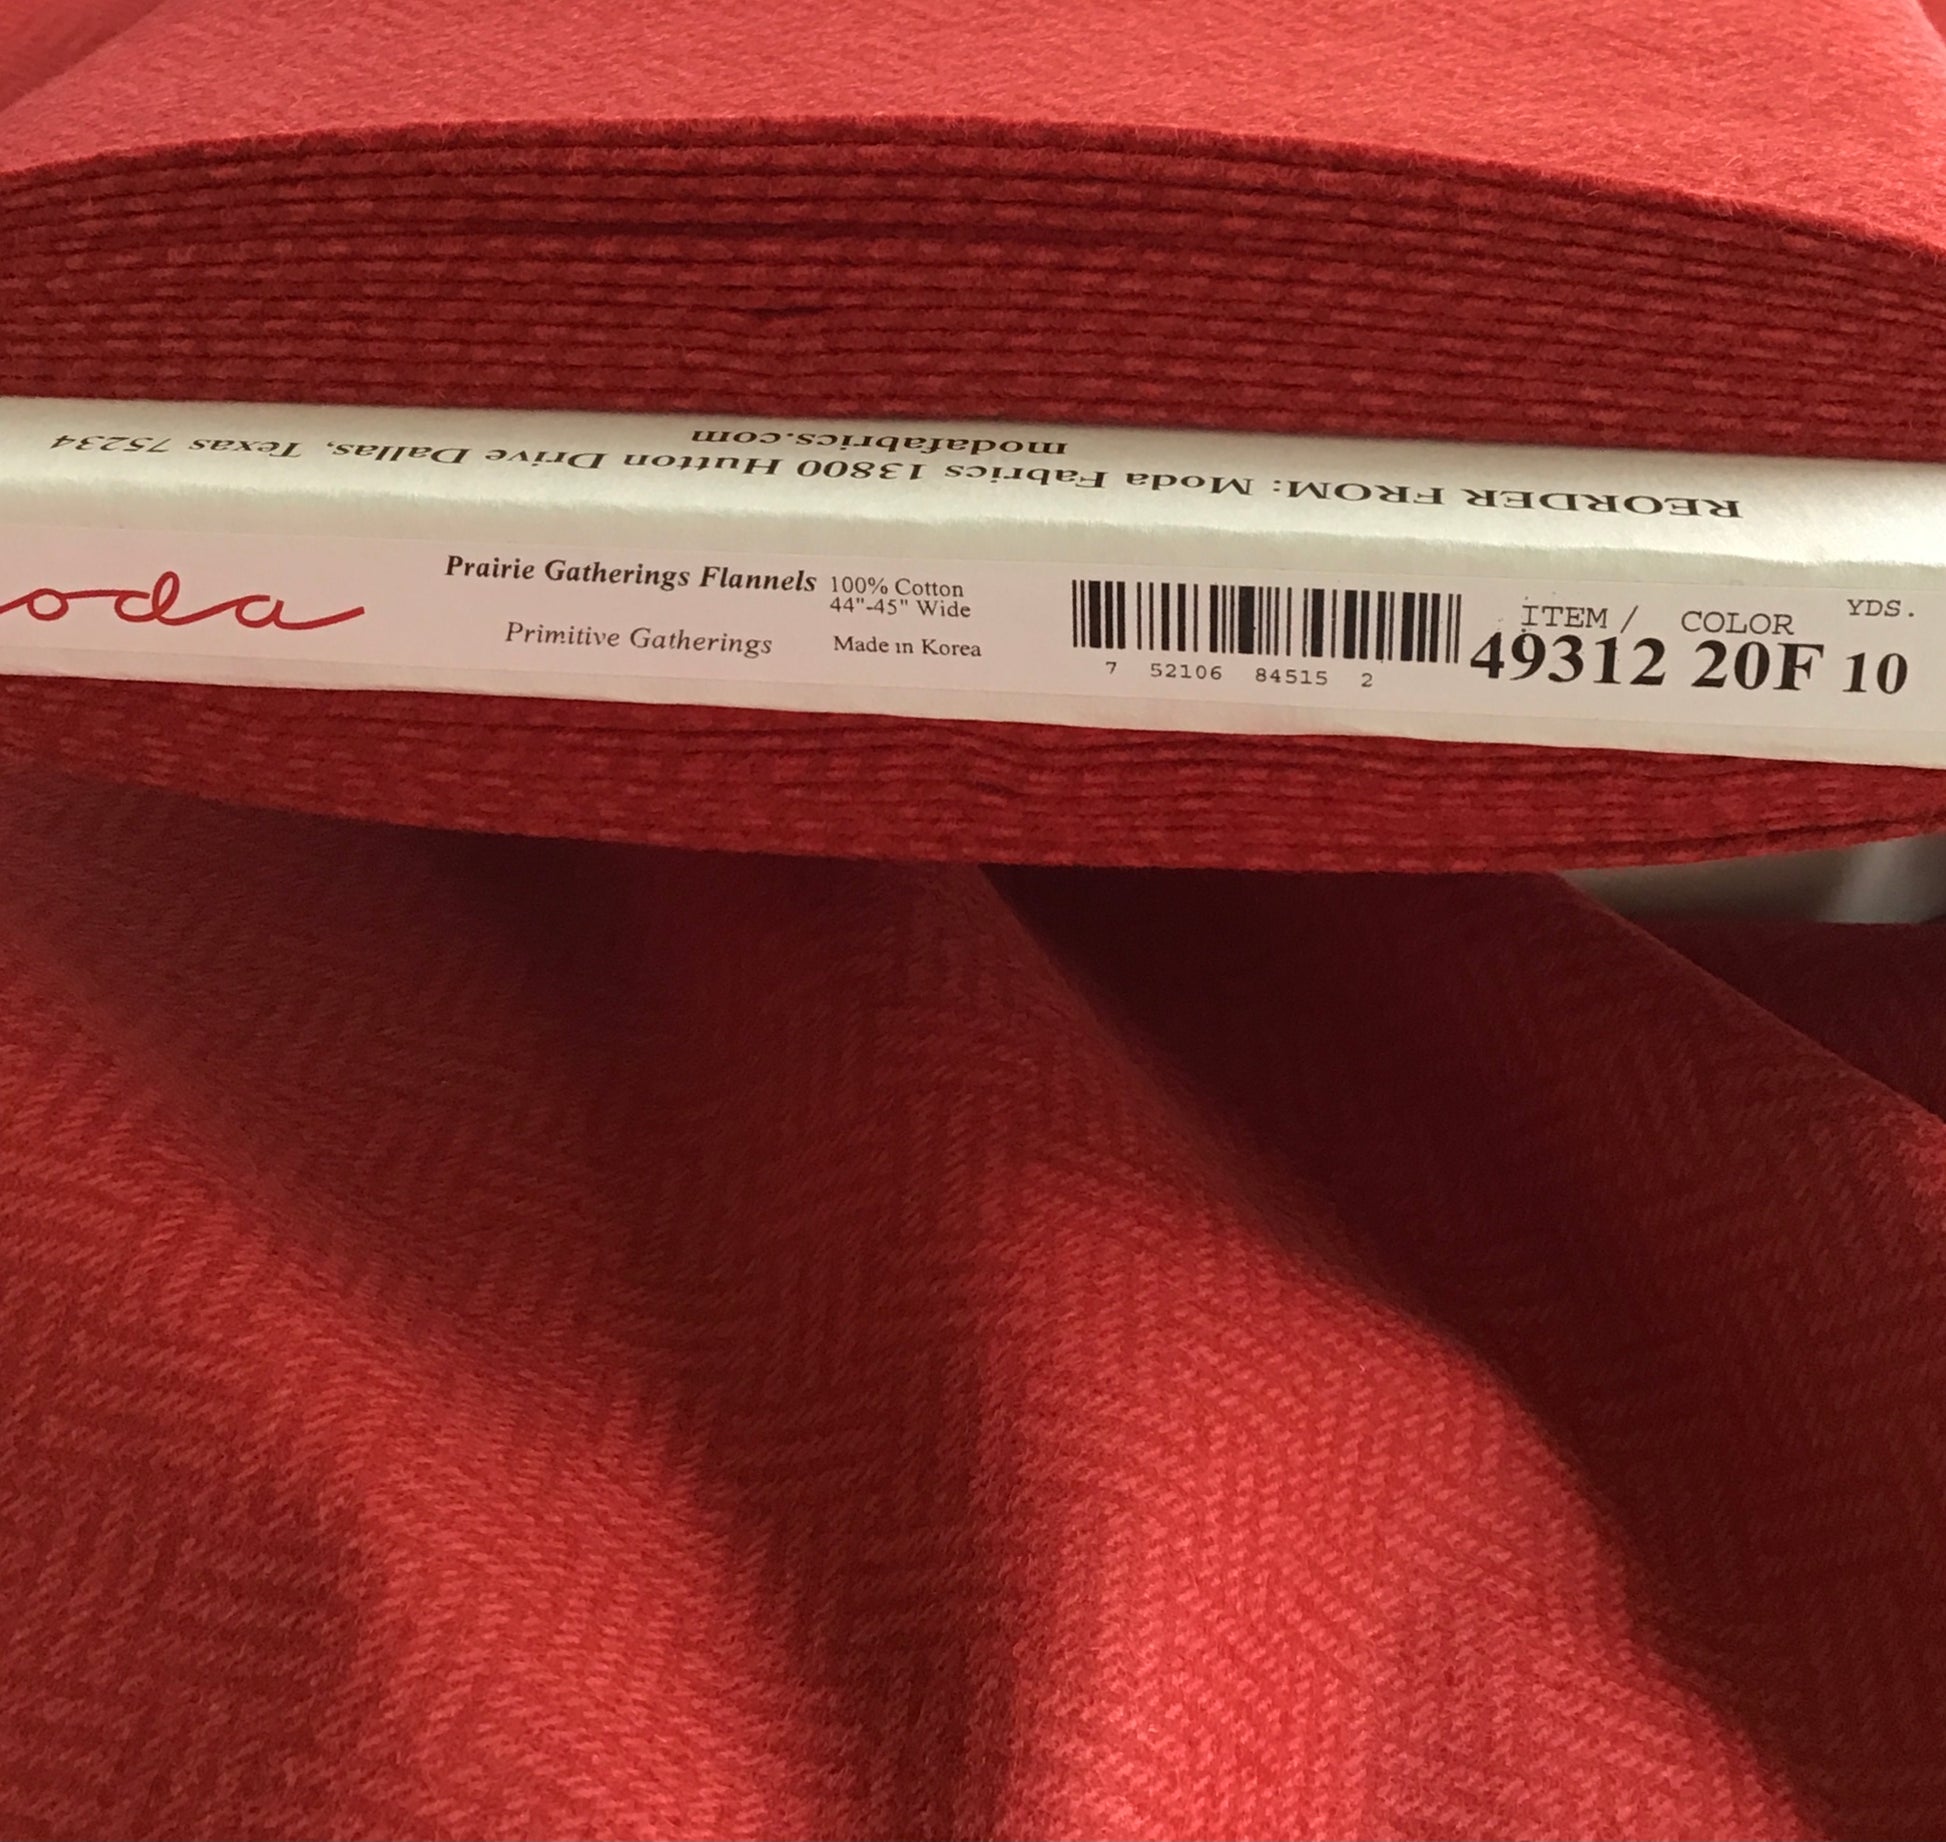 REORDER FROM: Moda Fabrics 13800 Hutton Drive Dallas, Texas 75234
modafabrics.com
oda
Prairie Gatherings Flannels
Primitive Gatherings
100% Cotton
44"-45" Wide
Made in Korea
7 52106 84515 2
ITEM / COLOR YDS.
49312 20F 10